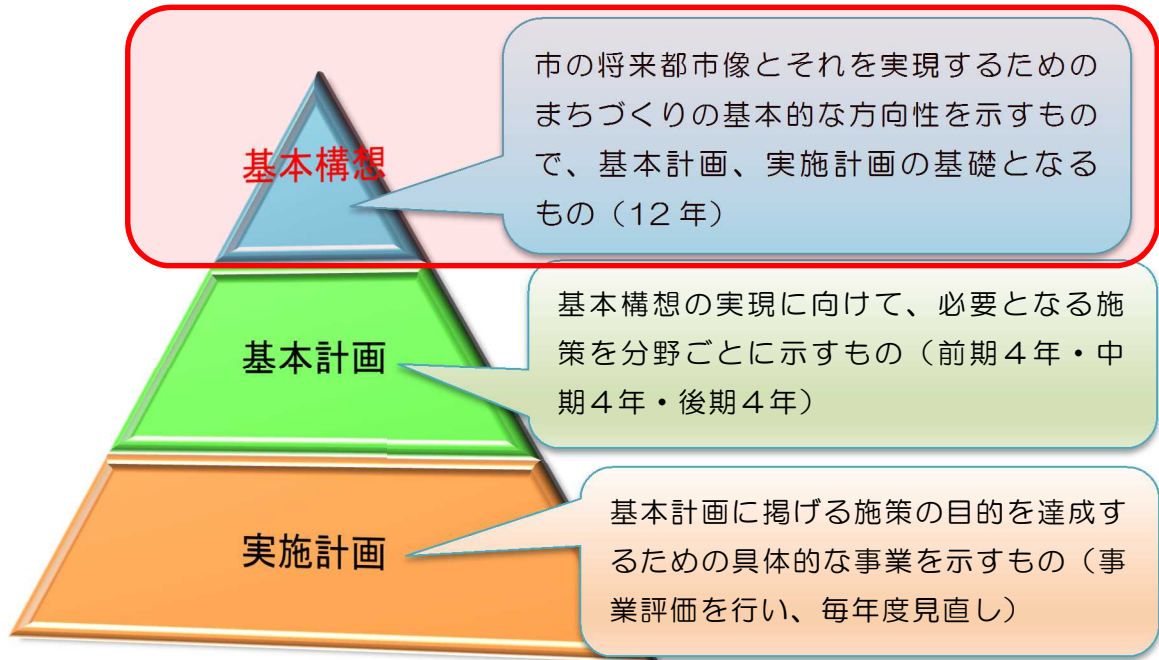 基本構想
市の将来都市像とそれを実現するための
まちづくりの基本的な方向性を示すもの
で、基本計画、実施計画の基礎となる
もの（12年）
基本計画
基本構想の実現に向けて、必要となる施
策を分野ごとに示すもの（前期４年・中
期４年・後期４年）
実施計画
基本計画に掲げる施策の目的を達成す
るための具体的な事業を示すもの（事
業評価を行い、毎年度見直し）